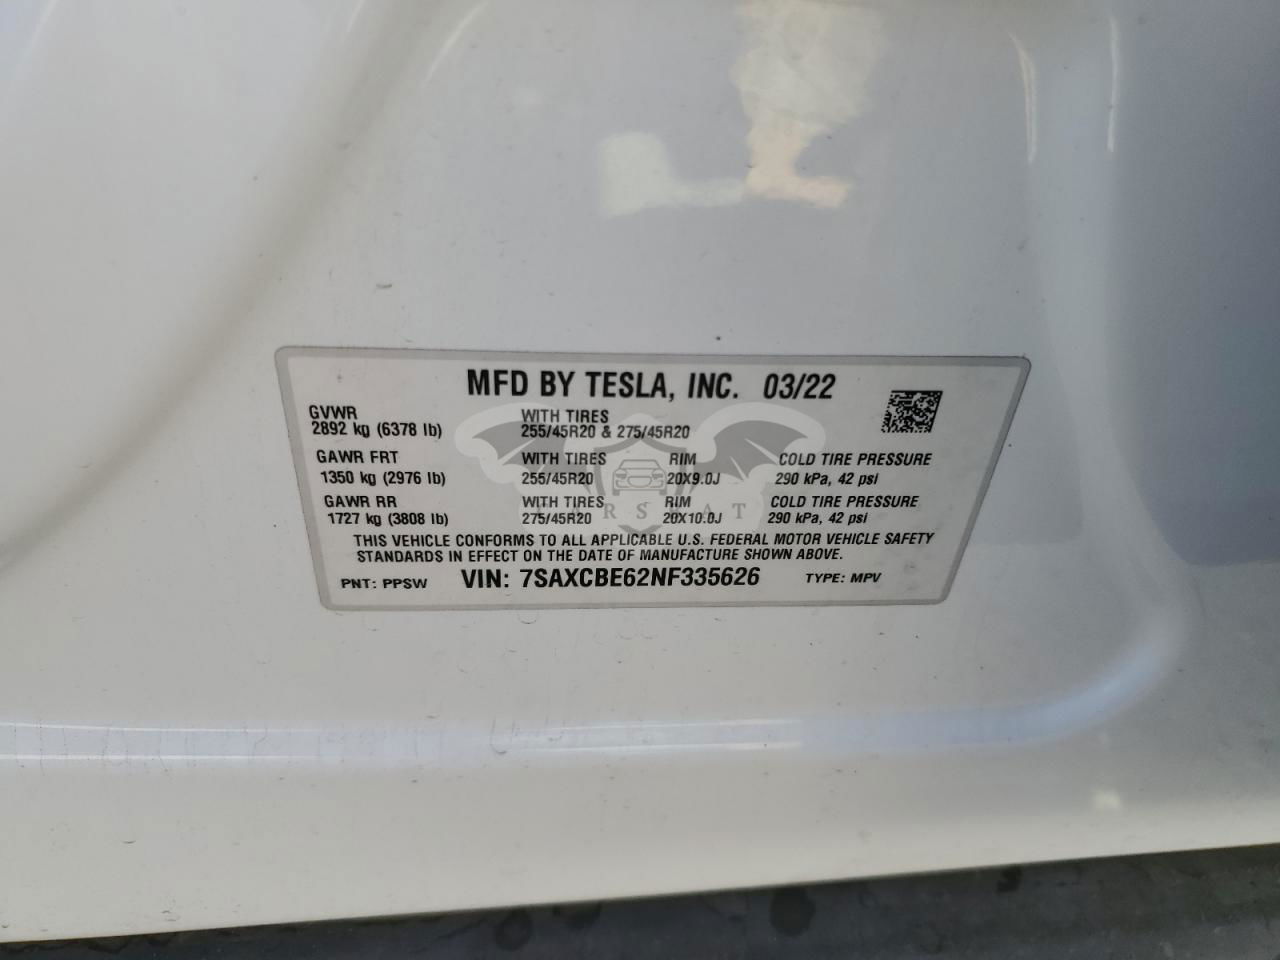 MFD BY TESLA, INC. 03/22
GVWR
2892 kg (6378 lb)
WITH TIRES
255/45R20 & 275/45R20
GAWR FRT WITH TIRES RIM COLD TIRE PRESSURE
1350 kg (2976 lb) 255/45R20 20X9.0J 290 kPa, 42 psi
GAWR RR WITH TIRES RIM COLD TIRE PRESSURE
1727 kg (3808 lb) 275/45R20 20X10.0J 290 kPa, 42 psi
THIS VEHICLE CONFORMS TO ALL APPLICABLE U.S. FEDERAL MOTOR VEHICLE SAFETY
STANDARDS IN EFFECT ON THE DATE OF MANUFACTURE SHOWN ABOVE.
PNT: PPSW VIN: 7SAXCBE62NF335626 TYPE: MPV